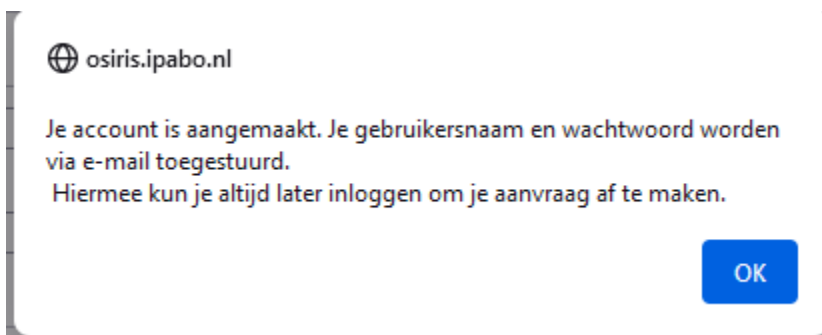 osiris.ipabo.nl
Je account is aangemaakt. Je gebruikersnaam en wachtwoord worden
via e-mail toegestuurd.
Hiermee kun je altijd later inloggen om je aanvraag af te maken.
OK